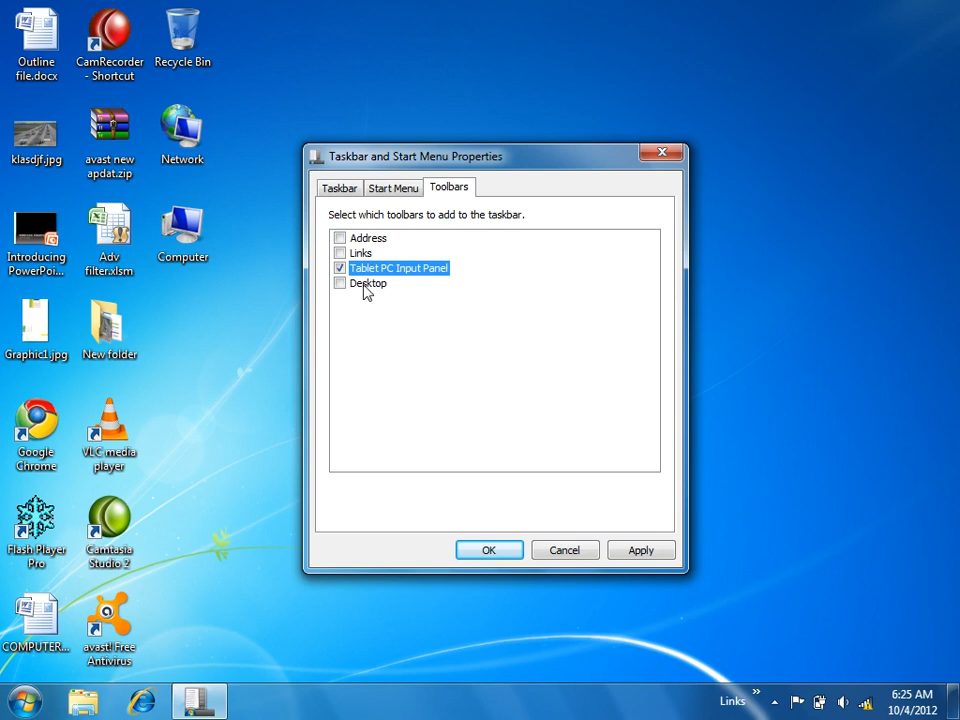 Outline
file.docx
CamRecorder
- Shortcut
Recycle Bin
klasdjf.jpg
avast new
apdat.zip
Network
Introducing
PowerPoi...
Adv
filter.xlsm
Computer
Graphic1.jpg
New folder
Google
Chrome
VLC media
player
Flash Player
Pro
Camtasia
Studio 2
COMPUTER...
avast! Free
Antivirus
Taskbar and Start Menu Properties
Taskbar
Start Menu
Toolbars
Select which toolbars to add to the taskbar.
Address
Links
Tablet PC Input Panel
Desktop
OK
Cancel
Apply
Links
6:25 AM
10/4/2012